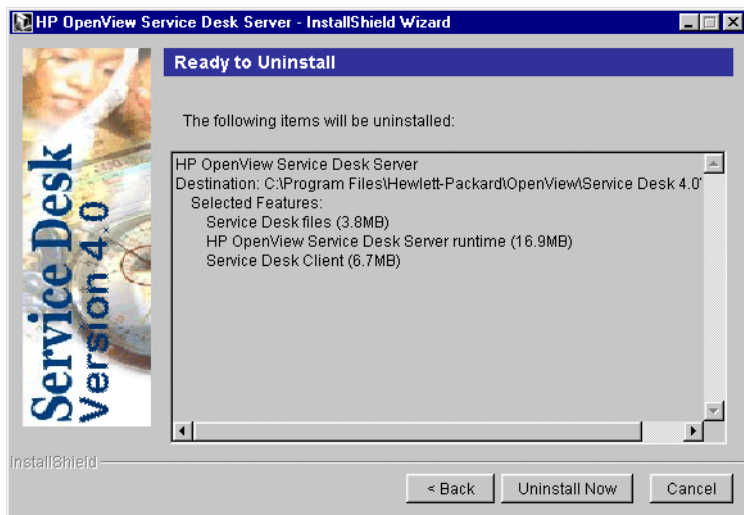 HP OpenView Service Desk Server - InstallShield Wizard
Service Desk
Version 4.0
Ready to Uninstall
The following items will be uninstalled:
HP OpenView Service Desk Server
Destination: C:\Program Files\Hewlett-Packard\OpenView\Service Desk 4.0'
Selected Features:
Service Desk files (3.8MB)
HP OpenView Service Desk Server runtime (16.9MB)
Service Desk Client (6.7MB)
InstallShield
< Back
Uninstall Now
Cancel